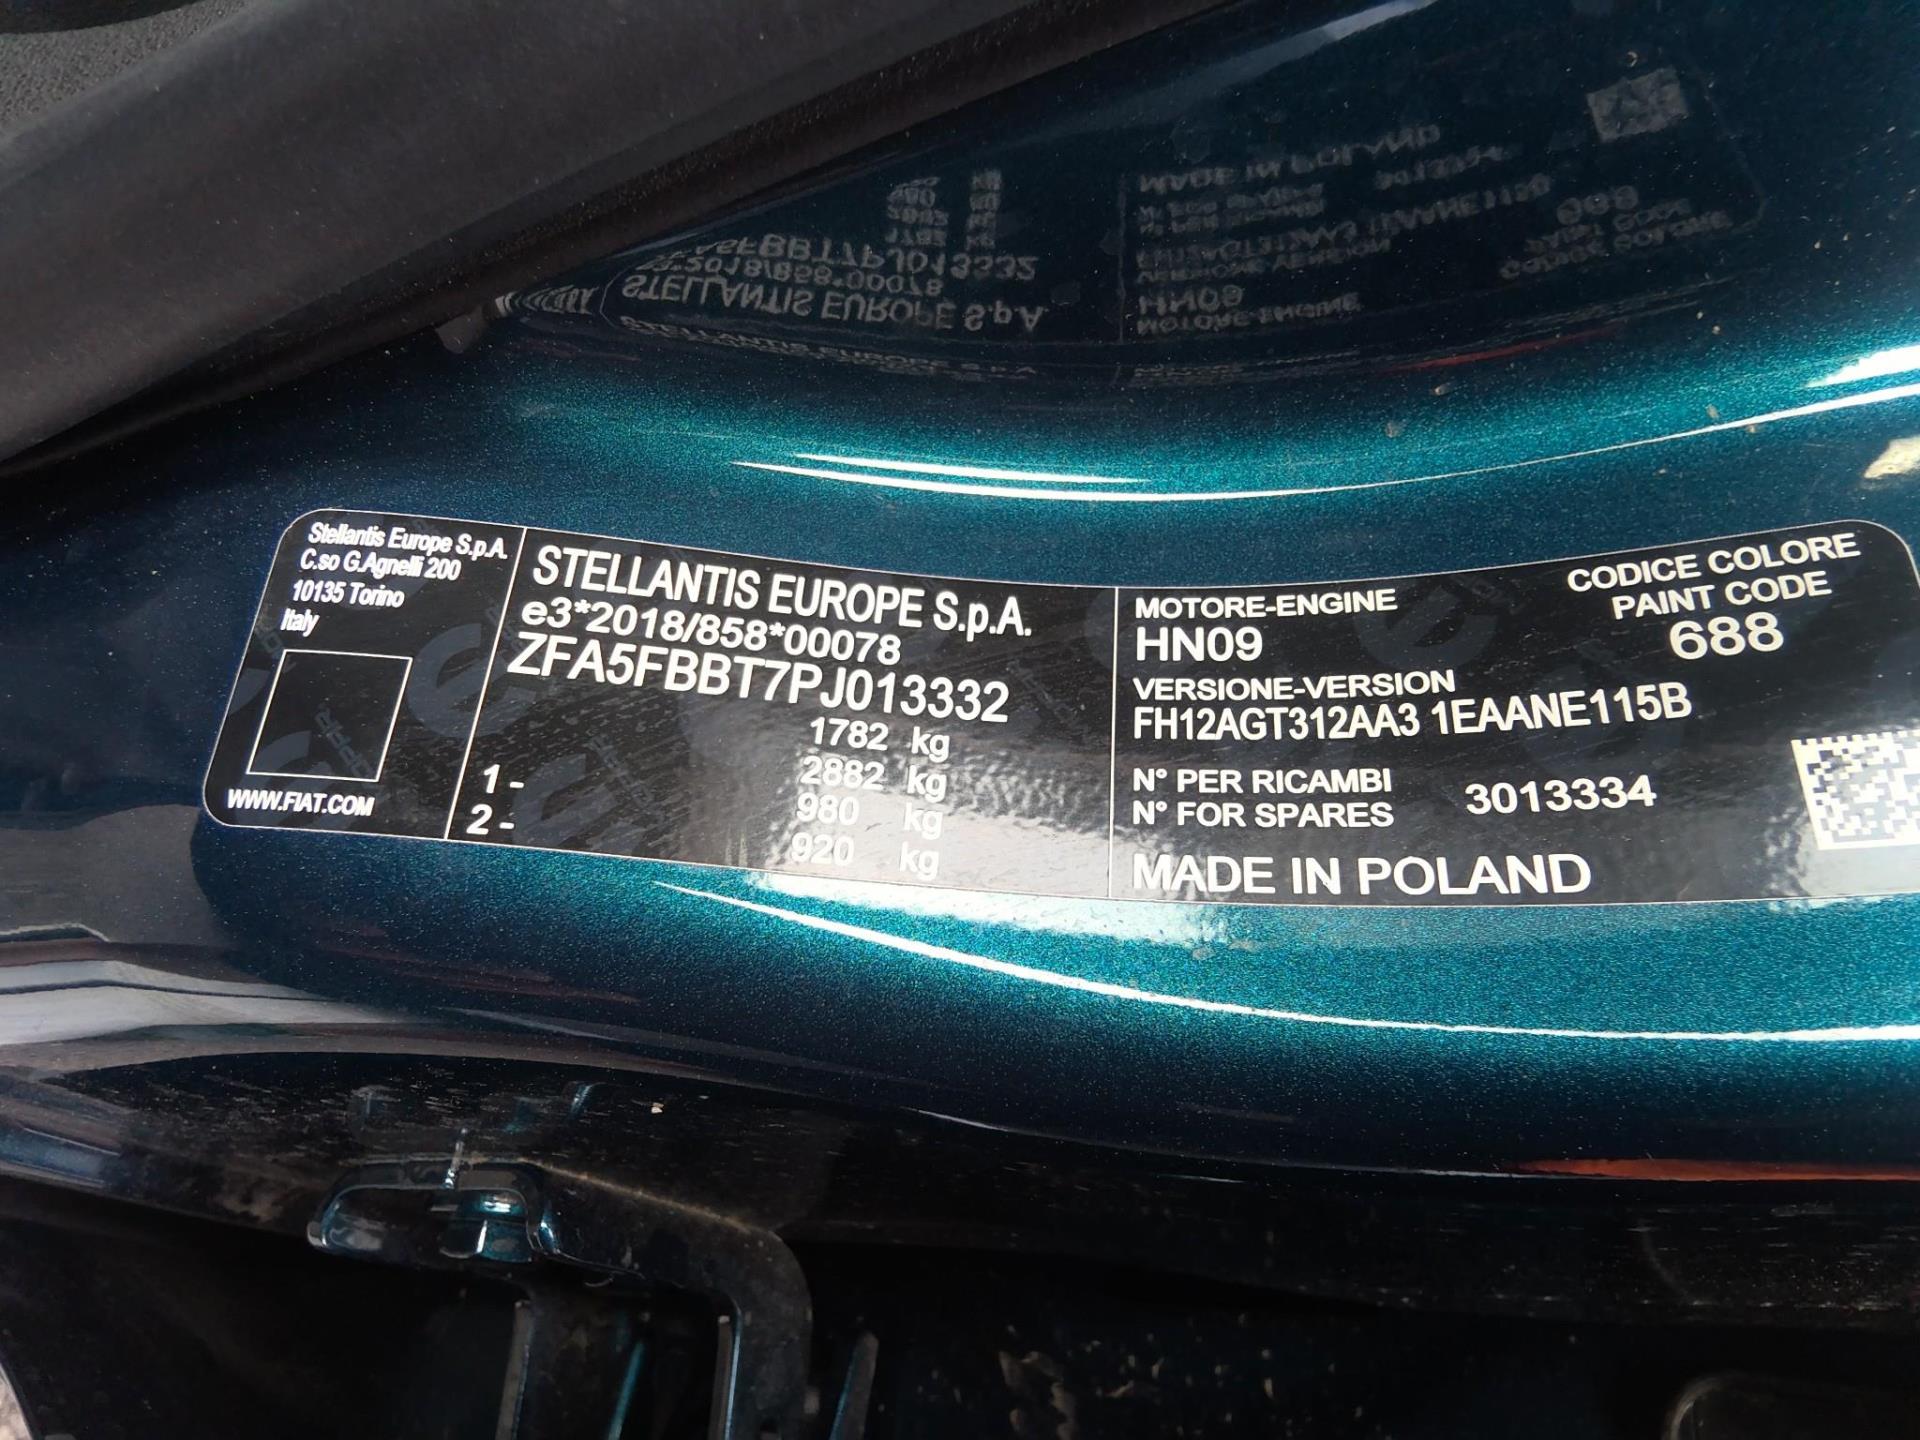 Stellantis Europe S.p.A.
C.so G.Agnelli 200
10135 Torino
Italy
WWW.FIAT.COM
STELLANTIS EUROPE S.p.A.
e3*2018/858*00078
ZFA5FBBT7PJ013332
1782 kg
2882 kg
1- 980 kg
2- 920 kg
MOTORE-ENGINE
HN09
CODICE COLORE
PAINT CODE
688
VERSIONE-VERSION
FH12AGT312AA3 1EAANE115B
N° PER RICAMBI
N° FOR SPARES
3013334
MADE IN POLAND